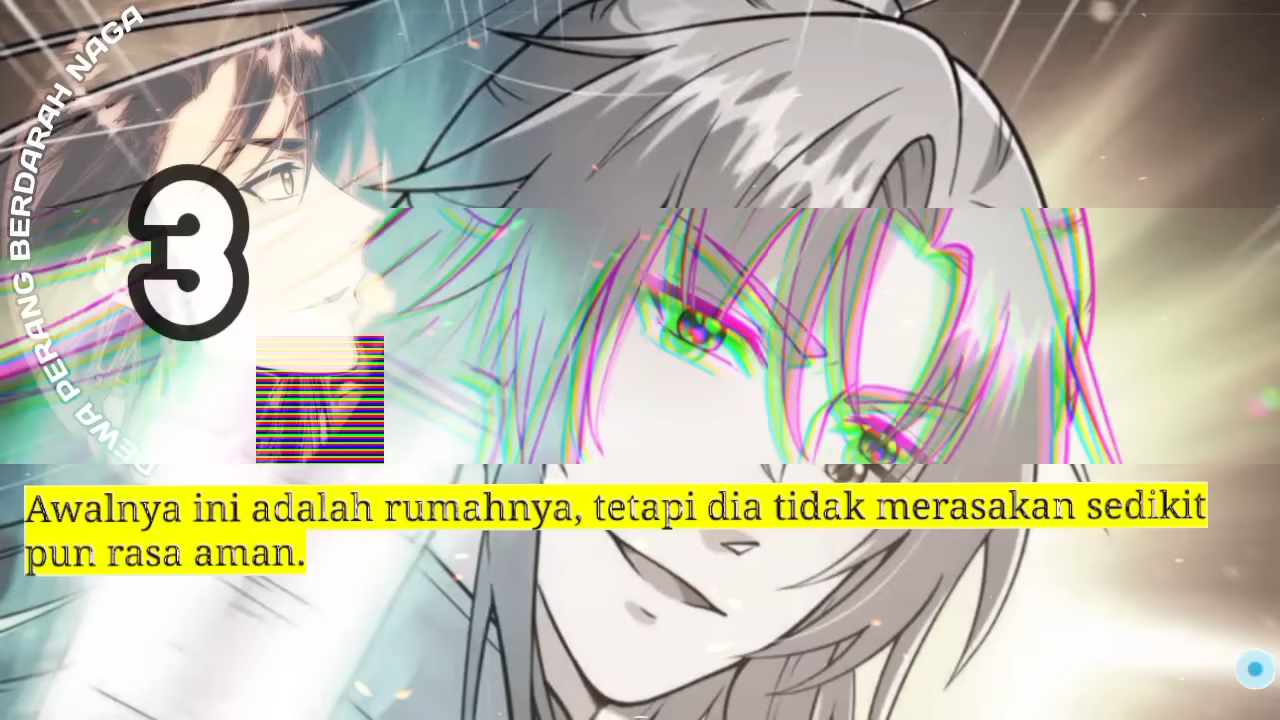 DEWA PERANG BERDARAH NAGA
3
Awalnya ini adalah rumahnya, tetapi dia tidak merasakan sedikit
pun rasa aman.